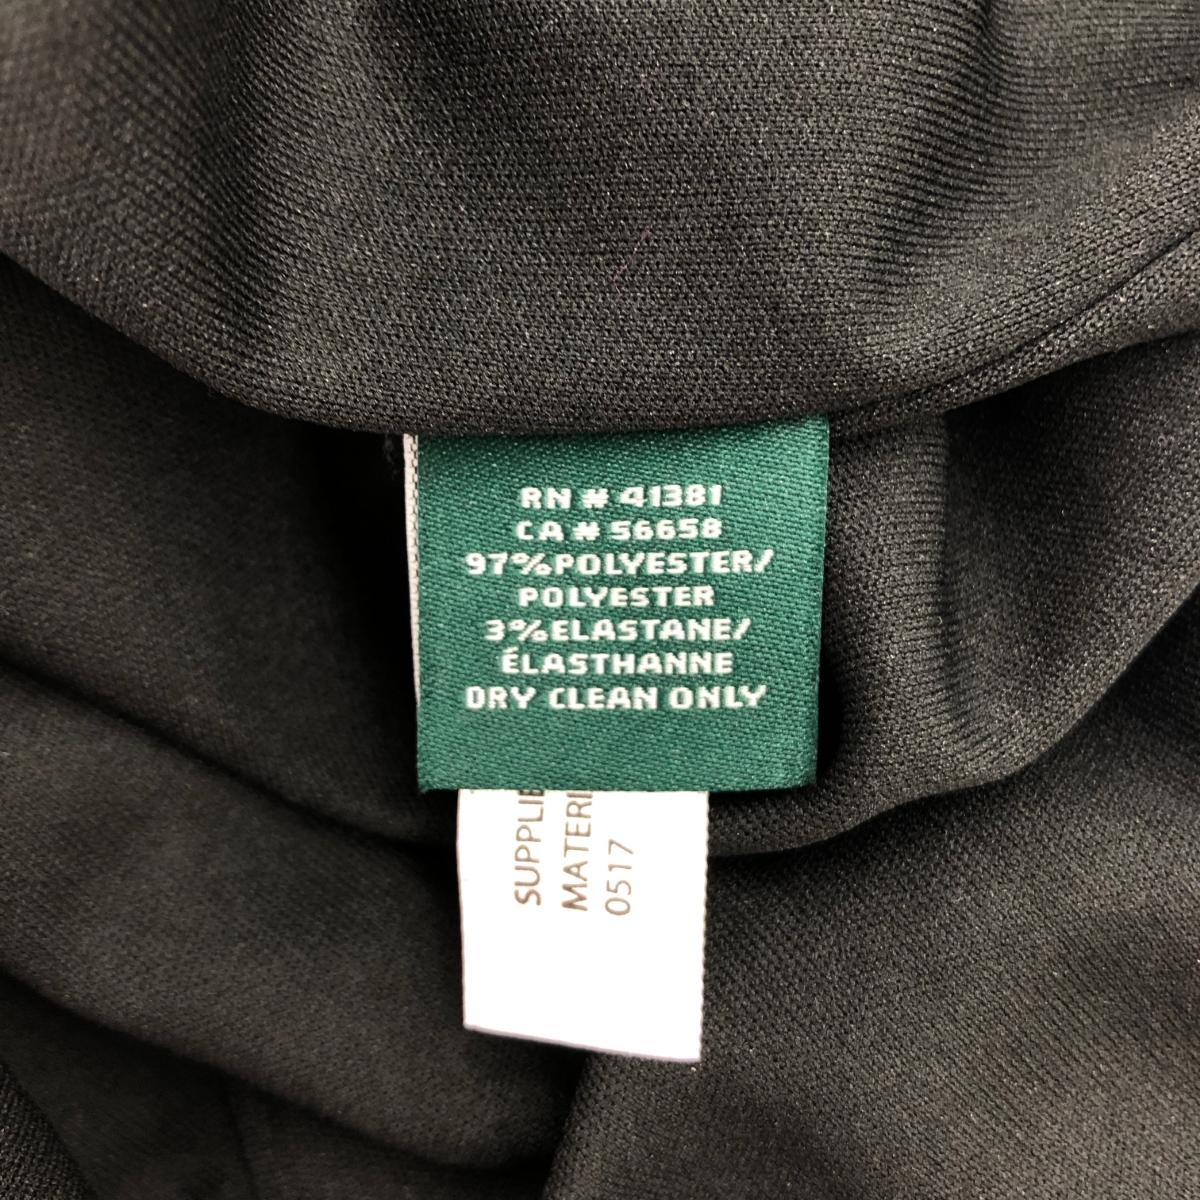 RN # 41381
CA # 56658
97%POLYESTER/
POLYESTER
3%ELASTANE/
ÉLASTHANNE
DRY CLEAN ONLY
0517